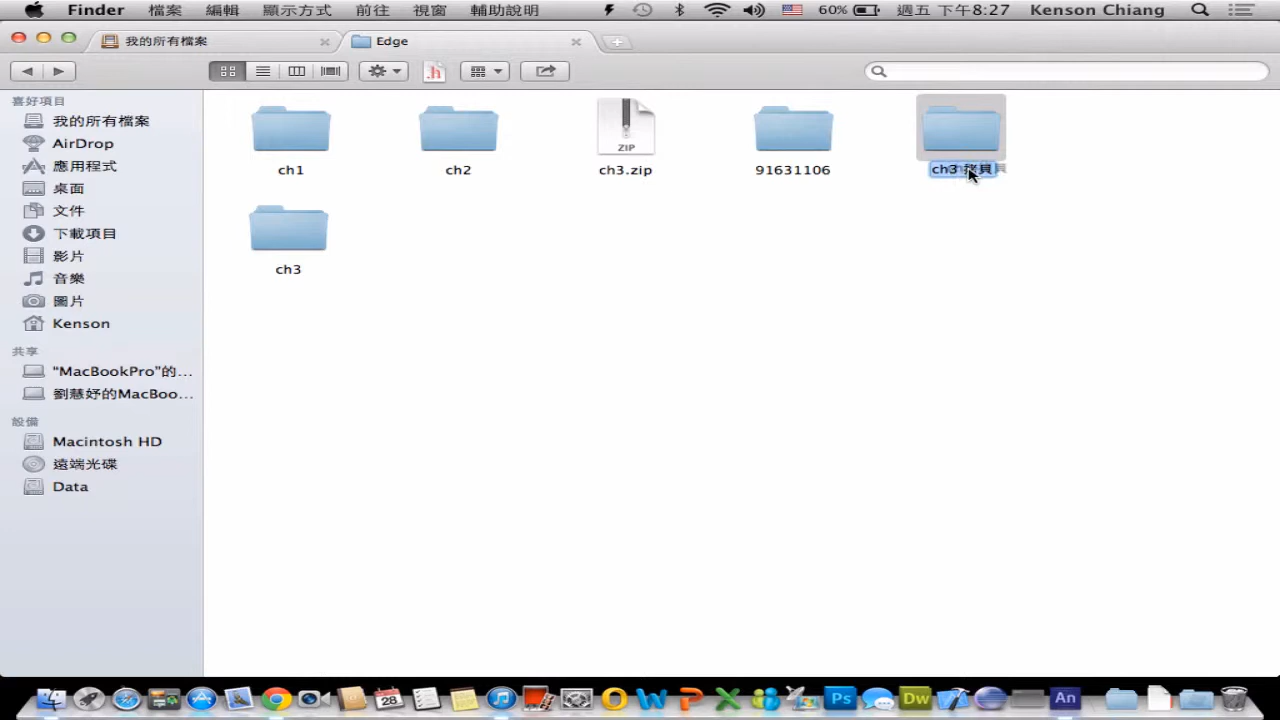 Finder 檔案 編輯 顯示方式 前往 視窗 輔助說明 60% 週五 下午8:27 Kenson Chiang
我的所有檔案 Edge
喜好項目
我的所有檔案
AirDrop
應用程式
桌面
文件
下載項目
影片
音樂
圖片
Kenson
共享
"MacBookPro"的...
劉慧妤的MacBoo...
設備
Macintosh HD
遠端光碟
Data
ch1 ch2 ch3.zip 91631106 ch3 拷貝
ZIP
ch3
28 Ps Dw An